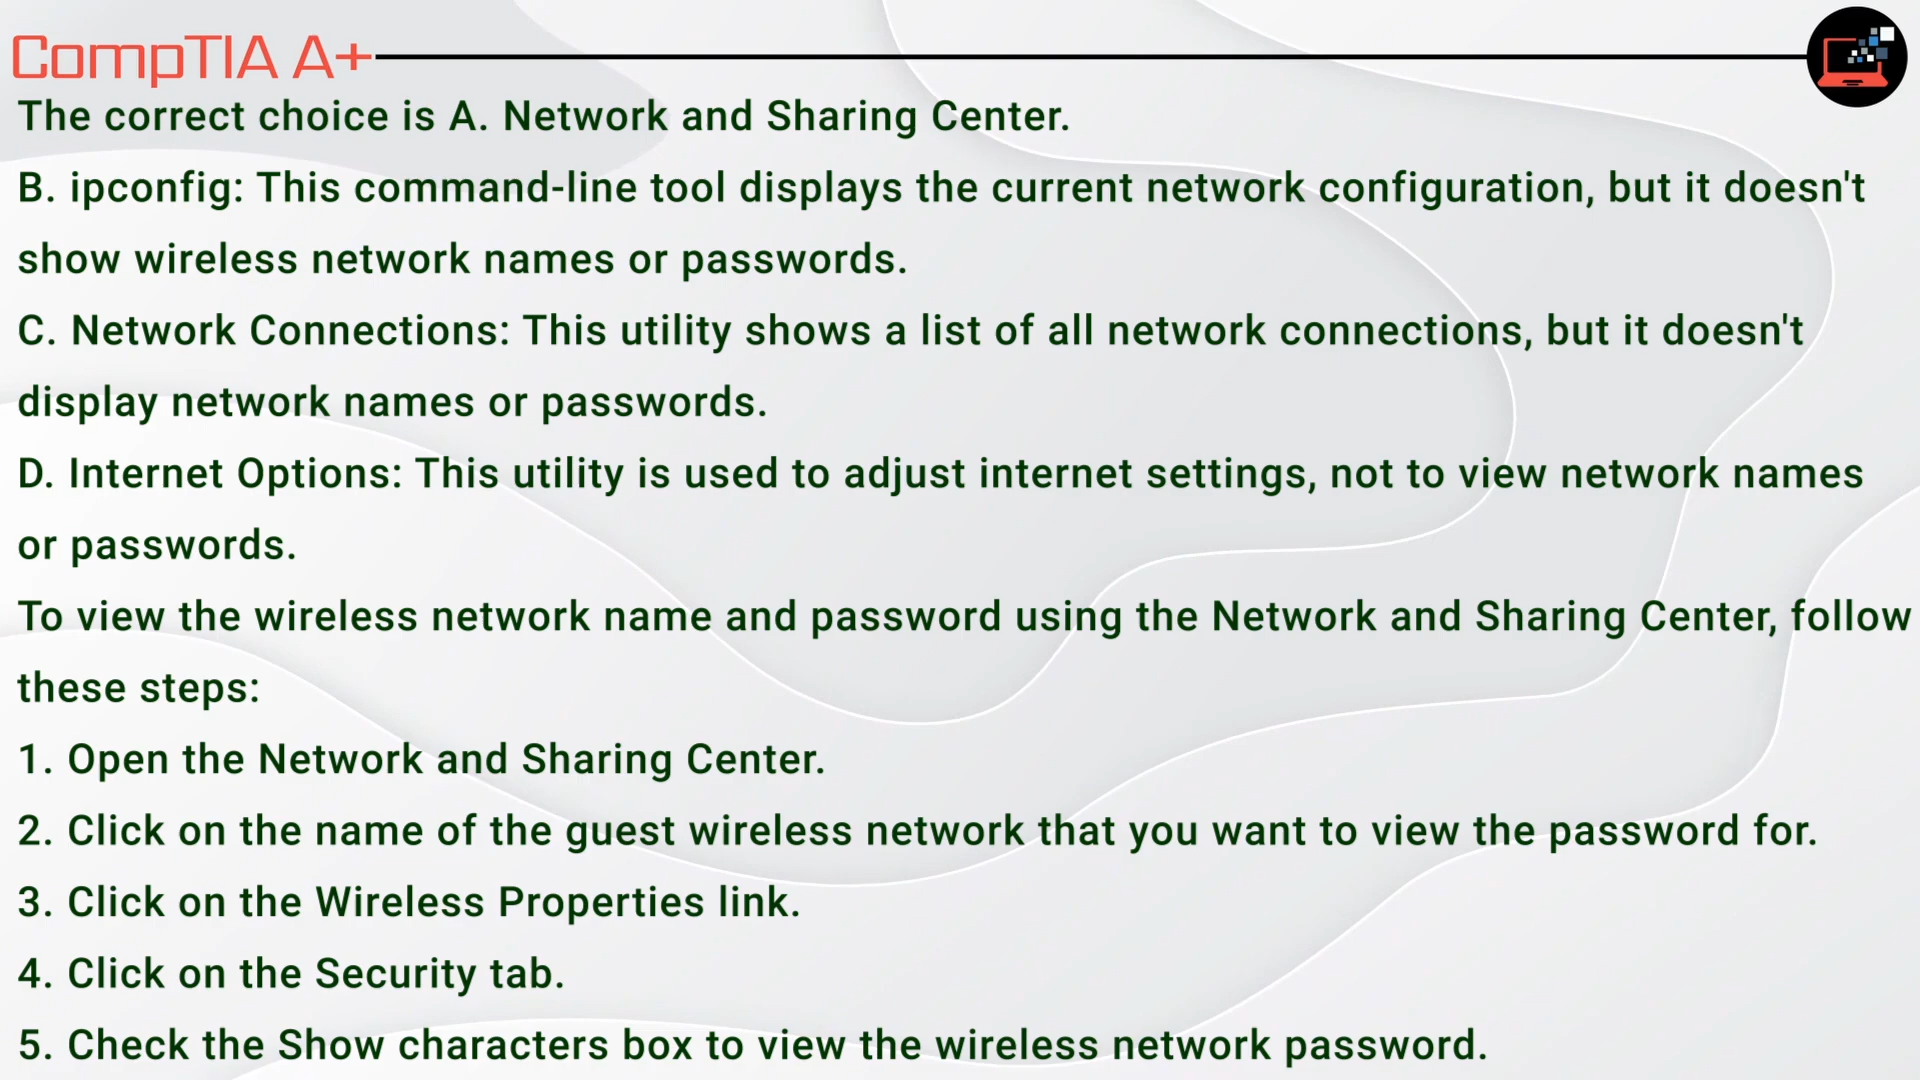 CompTIA A+
The correct choice is A. Network and Sharing Center.
B. ipconfig: This command-line tool displays the current network configuration, but it doesn't
show wireless network names or passwords.
C. Network Connections: This utility shows a list of all network connections, but it doesn't
display network names or passwords.
D. Internet Options: This utility is used to adjust internet settings, not to view network names
or passwords.
To view the wireless network name and password using the Network and Sharing Center, follow
these steps:
1. Open the Network and Sharing Center.
2. Click on the name of the guest wireless network that you want to view the password for.
3. Click on the Wireless Properties link.
4. Click on the Security tab.
5. Check the Show characters box to view the wireless network password.